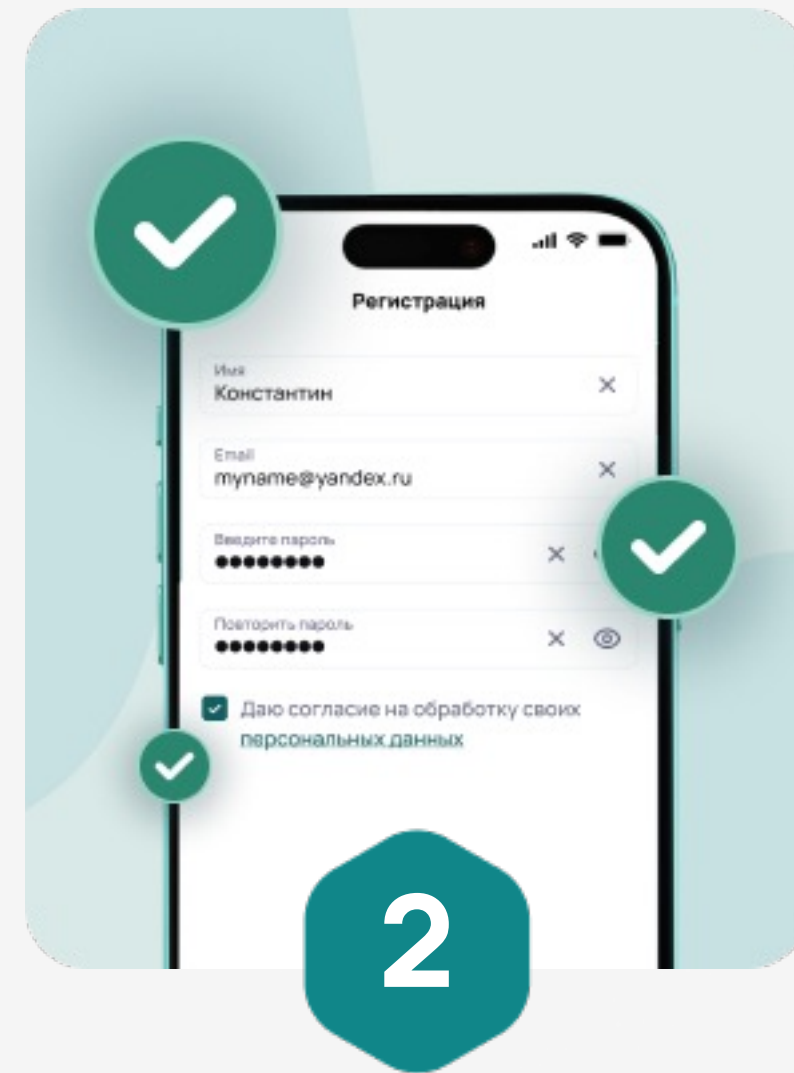 Регистрация
Имя
Константин
Email
myname@yandex.ru
Введите пароль
●●●●●●●●
Повторить пароль
●●●●●●●●
Даю согласие на обработку своих
персональных данных
2